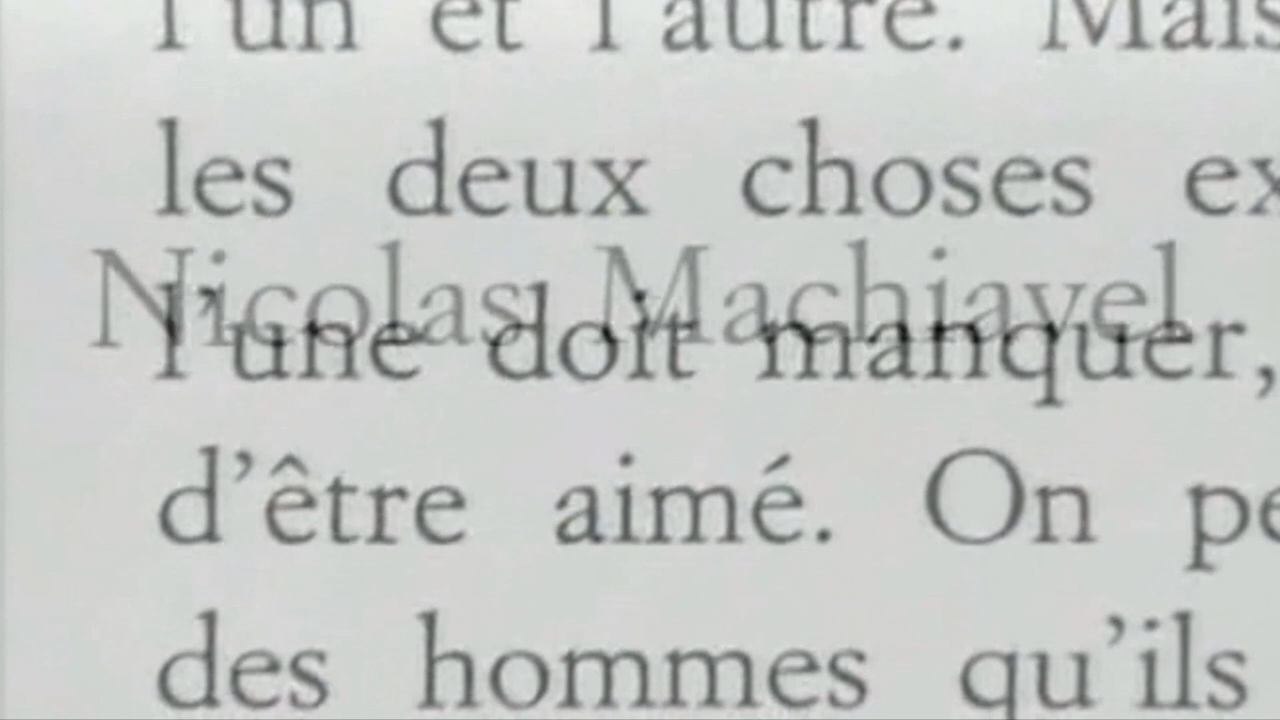 l'un et l'autre. Mais
les deux choses ex
Nicolas Machiavel
l'une doit manquer,
d'être aimé. On pe
des hommes qu'ils